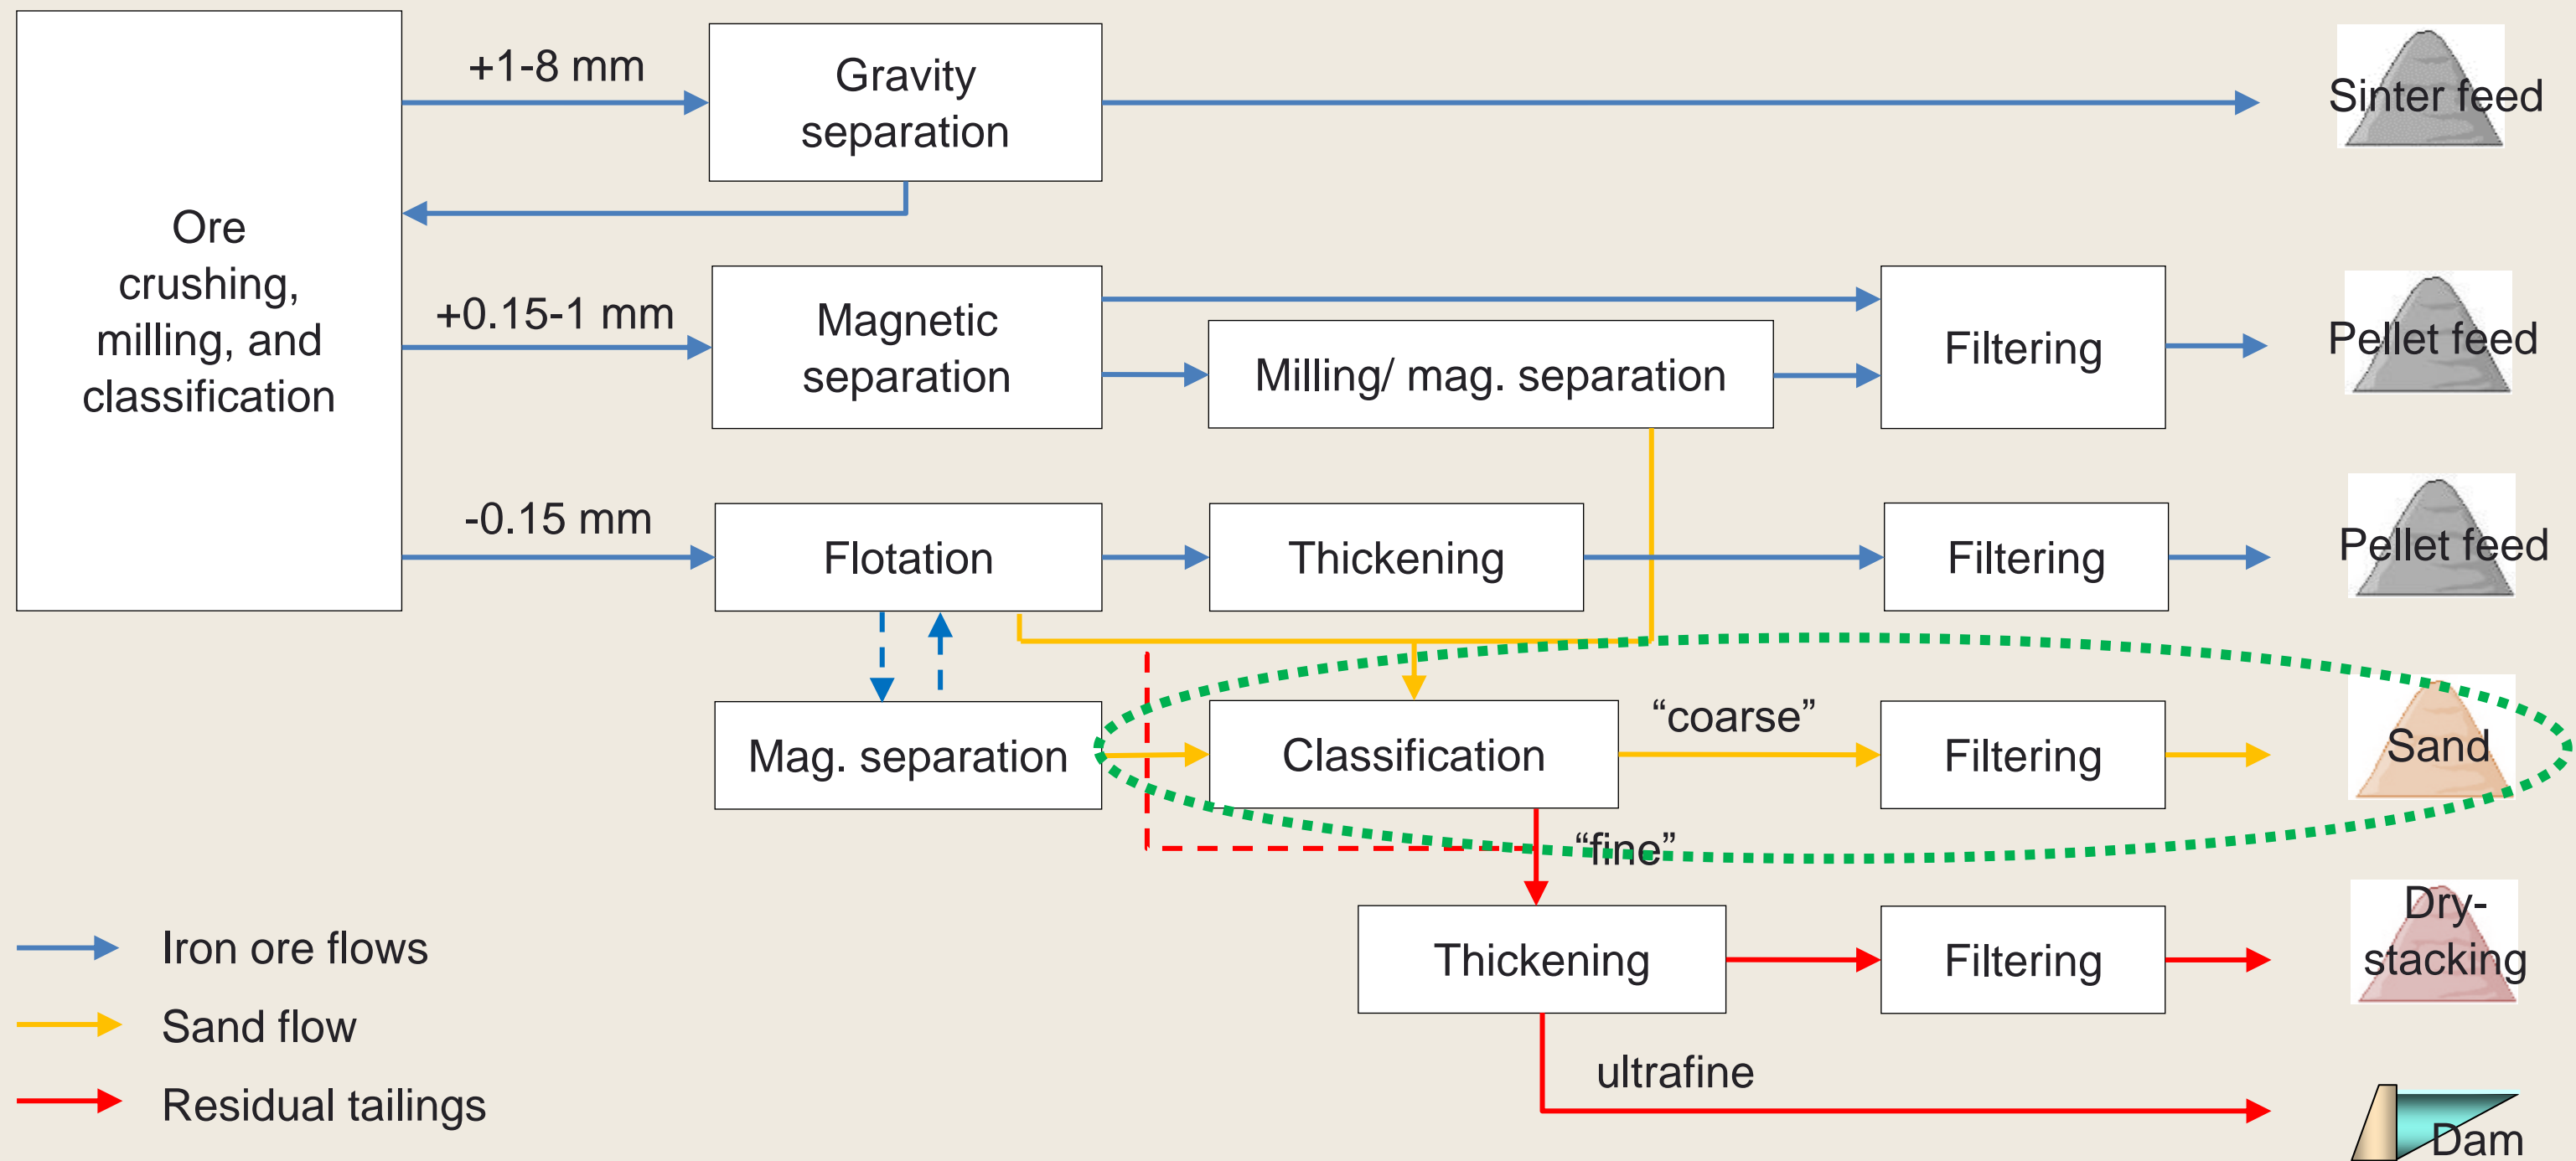 Ore
crushing,
milling, and
classification
+1-8 mm
Gravity
separation
Sinter feed
+0.15-1 mm
Magnetic
separation
Milling/ mag. separation
Filtering
Pellet feed
-0.15 mm
Flotation
Thickening
Filtering
Pellet feed
Mag. separation
Classification
“coarse”
Filtering
Sand
“fine”
Thickening
Filtering
Dry-
stacking
ultrafine
Dam
Iron ore flows
Sand flow
Residual tailings